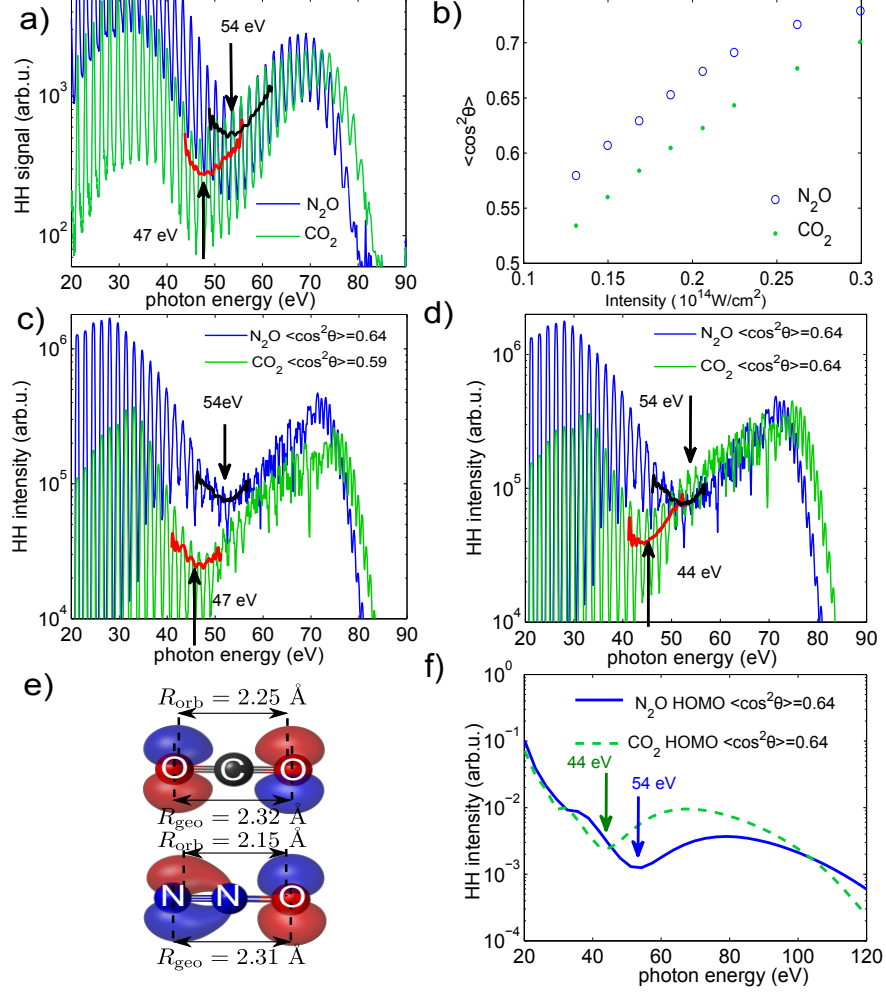 a)
HH signal (arb.u.)
10³
10²
54 eV
47 eV
N₂O
CO₂
20 30 40 50 60 70 80 90
photon energy (eV)
b)
<cos²θ>
0.7
0.65
0.6
0.55
0.5
N₂O
CO₂
0.1 0.15 0.2 0.25 0.3
Intensity (10¹⁴W/cm²)
c)
HH intensity (arb.u.)
10⁶
10⁵
10⁴
N₂O <cos²θ>=0.64
CO₂ <cos²θ>=0.59
54eV
47 eV
20 30 40 50 60 70 80 90
photon energy (eV)
d)
HH intensity (arb.u.)
10⁶
10⁵
10⁴
N₂O <cos²θ>=0.64
CO₂ <cos²θ>=0.64
54 eV
44 eV
20 30 40 50 60 70 80 90
photon energy (eV)
e)
R_orb = 2.25 Å
O C O
R_geo = 2.32 Å
R_orb = 2.15 Å
N N O
R_geo = 2.31 Å
f)
HH intensity (arb.u.)
10⁰
10⁻¹
10⁻²
10⁻³
10⁻⁴
N₂O HOMO <cos²θ>=0.64
CO₂ HOMO <cos²θ>=0.64
44 eV
54 eV
20 40 60 80 100 120
photon energy (eV)